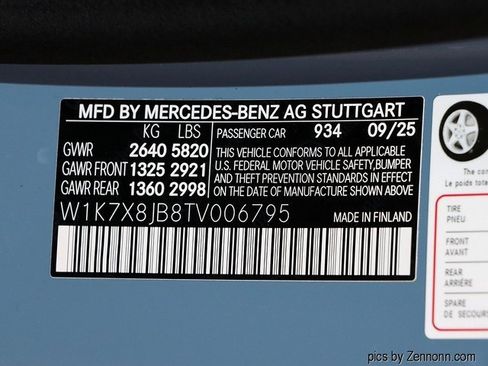 MFD BY MERCEDES-BENZ AG STUTTGART
KG LBS
PASSENGER CAR 934 09/25
GVWR 2640 5820
GAWR FRONT 1325 2921
GAWR REAR 1360 2998
THIS VEHICLE CONFORMS TO ALL APPLICABLE
U.S. FEDERAL MOTOR VEHICLE SAFETY, BUMPER
AND THEFT PREVENTION STANDARDS IN EFFECT
ON THE DATE OF MANUFACTURE SHOWN ABOVE
W1K7X8JB8TV006795
MADE IN FINLAND
The
Le poids
TIRE
PNEU
FRONT
AVANT
REAR
ARRIÈRE
SPARE
DE SECOURS
pics by Zennonn.com